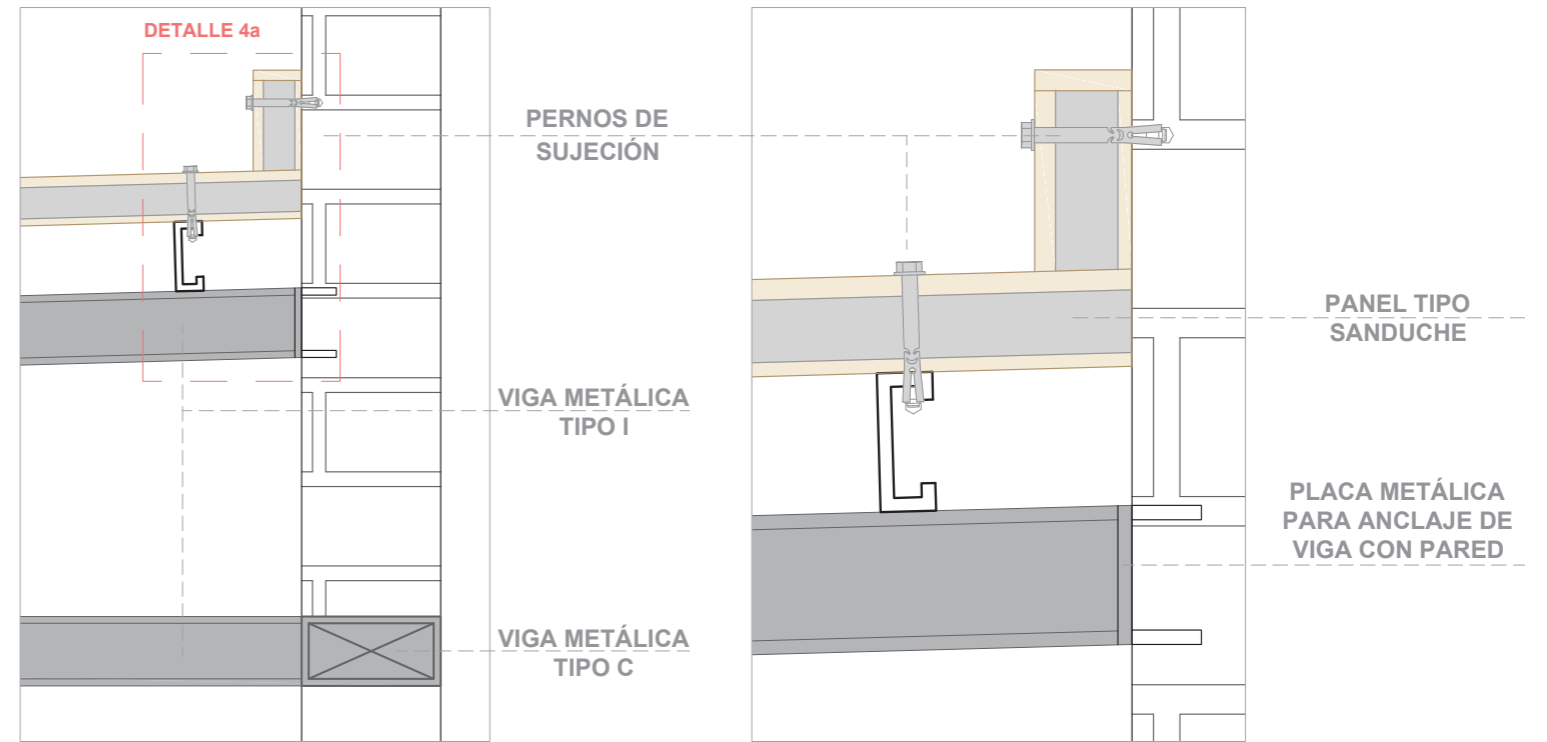 DETALLE 4a
PERNOS DE
SUJECIÓN
VIGA METÁLICA
TIPO I
VIGA METÁLICA
TIPO C
PANEL TIPO
SANDUCHE
PLACA METÁLICA
PARA ANCLAJE DE
VIGA CON PARED